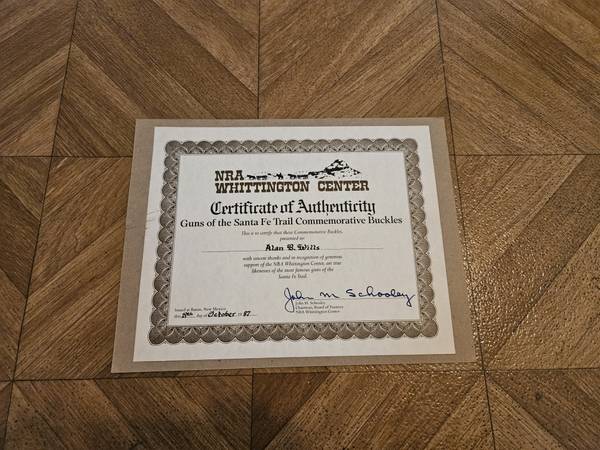 NRA
WHITTINGTON CENTER
Certificate of Authenticity
Guns of the Santa Fe Trail Commemorative Buckles
This is to certify that these Commemorative Buckles,
presented to:
Alan B. Wills
with sincere thanks and in recognition of generous
support of the NRA Whittington Center, are true
likenesses of the most famous guns of the
Santa Fe Trail.
John M Schooley
John M. Schooley
Chairman, Board of Trustees
NRA Whittington Center
Issued at Raton, New Mexico
this day of October 19 87